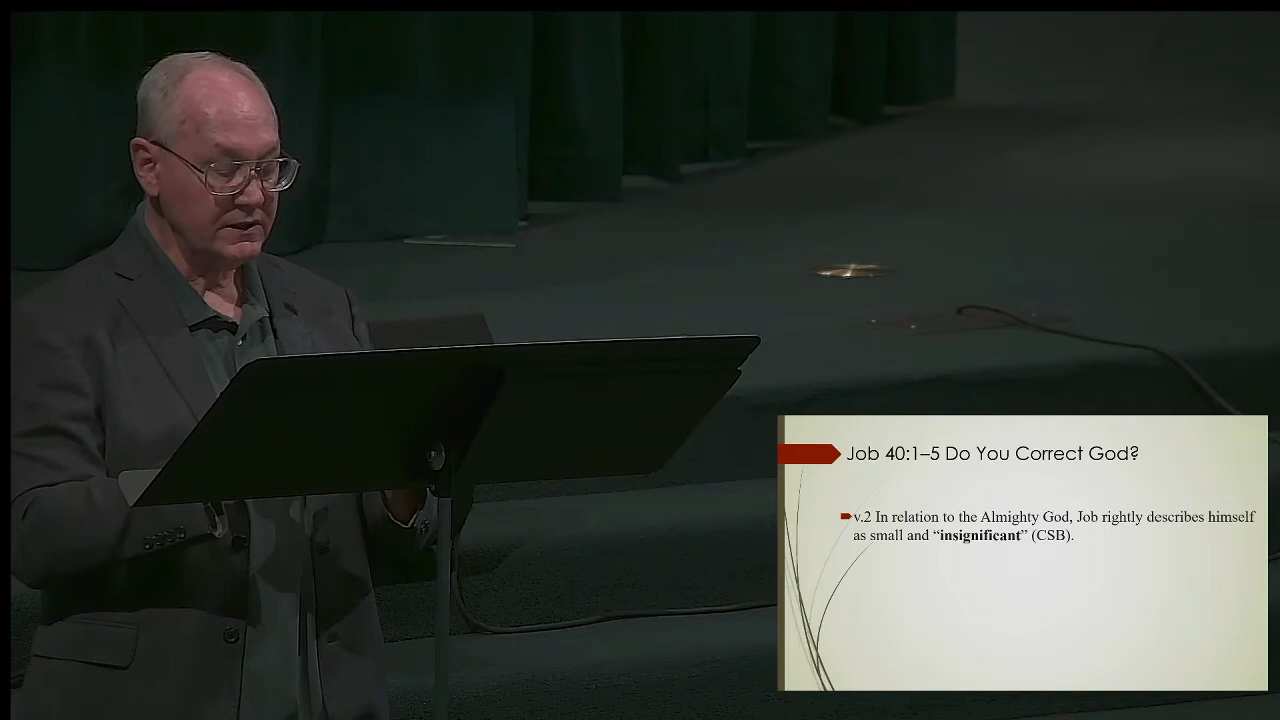 Job 40:1–5 Do You Correct God?
v.2 In relation to the Almighty God, Job rightly describes himself
as small and “insignificant” (CSB).